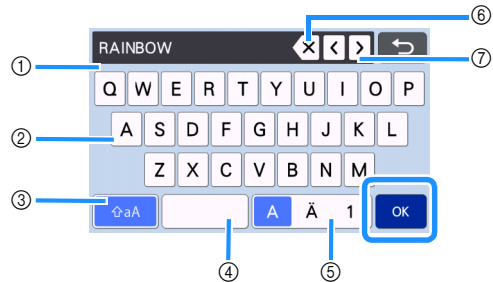 ⑥
RAINBOW
⑦
①
Q W E R T Y U I O P
②
A S D F G H J K L
Z X C V B N M
③
⇧aA A Ä 1 OK
④ ⑤